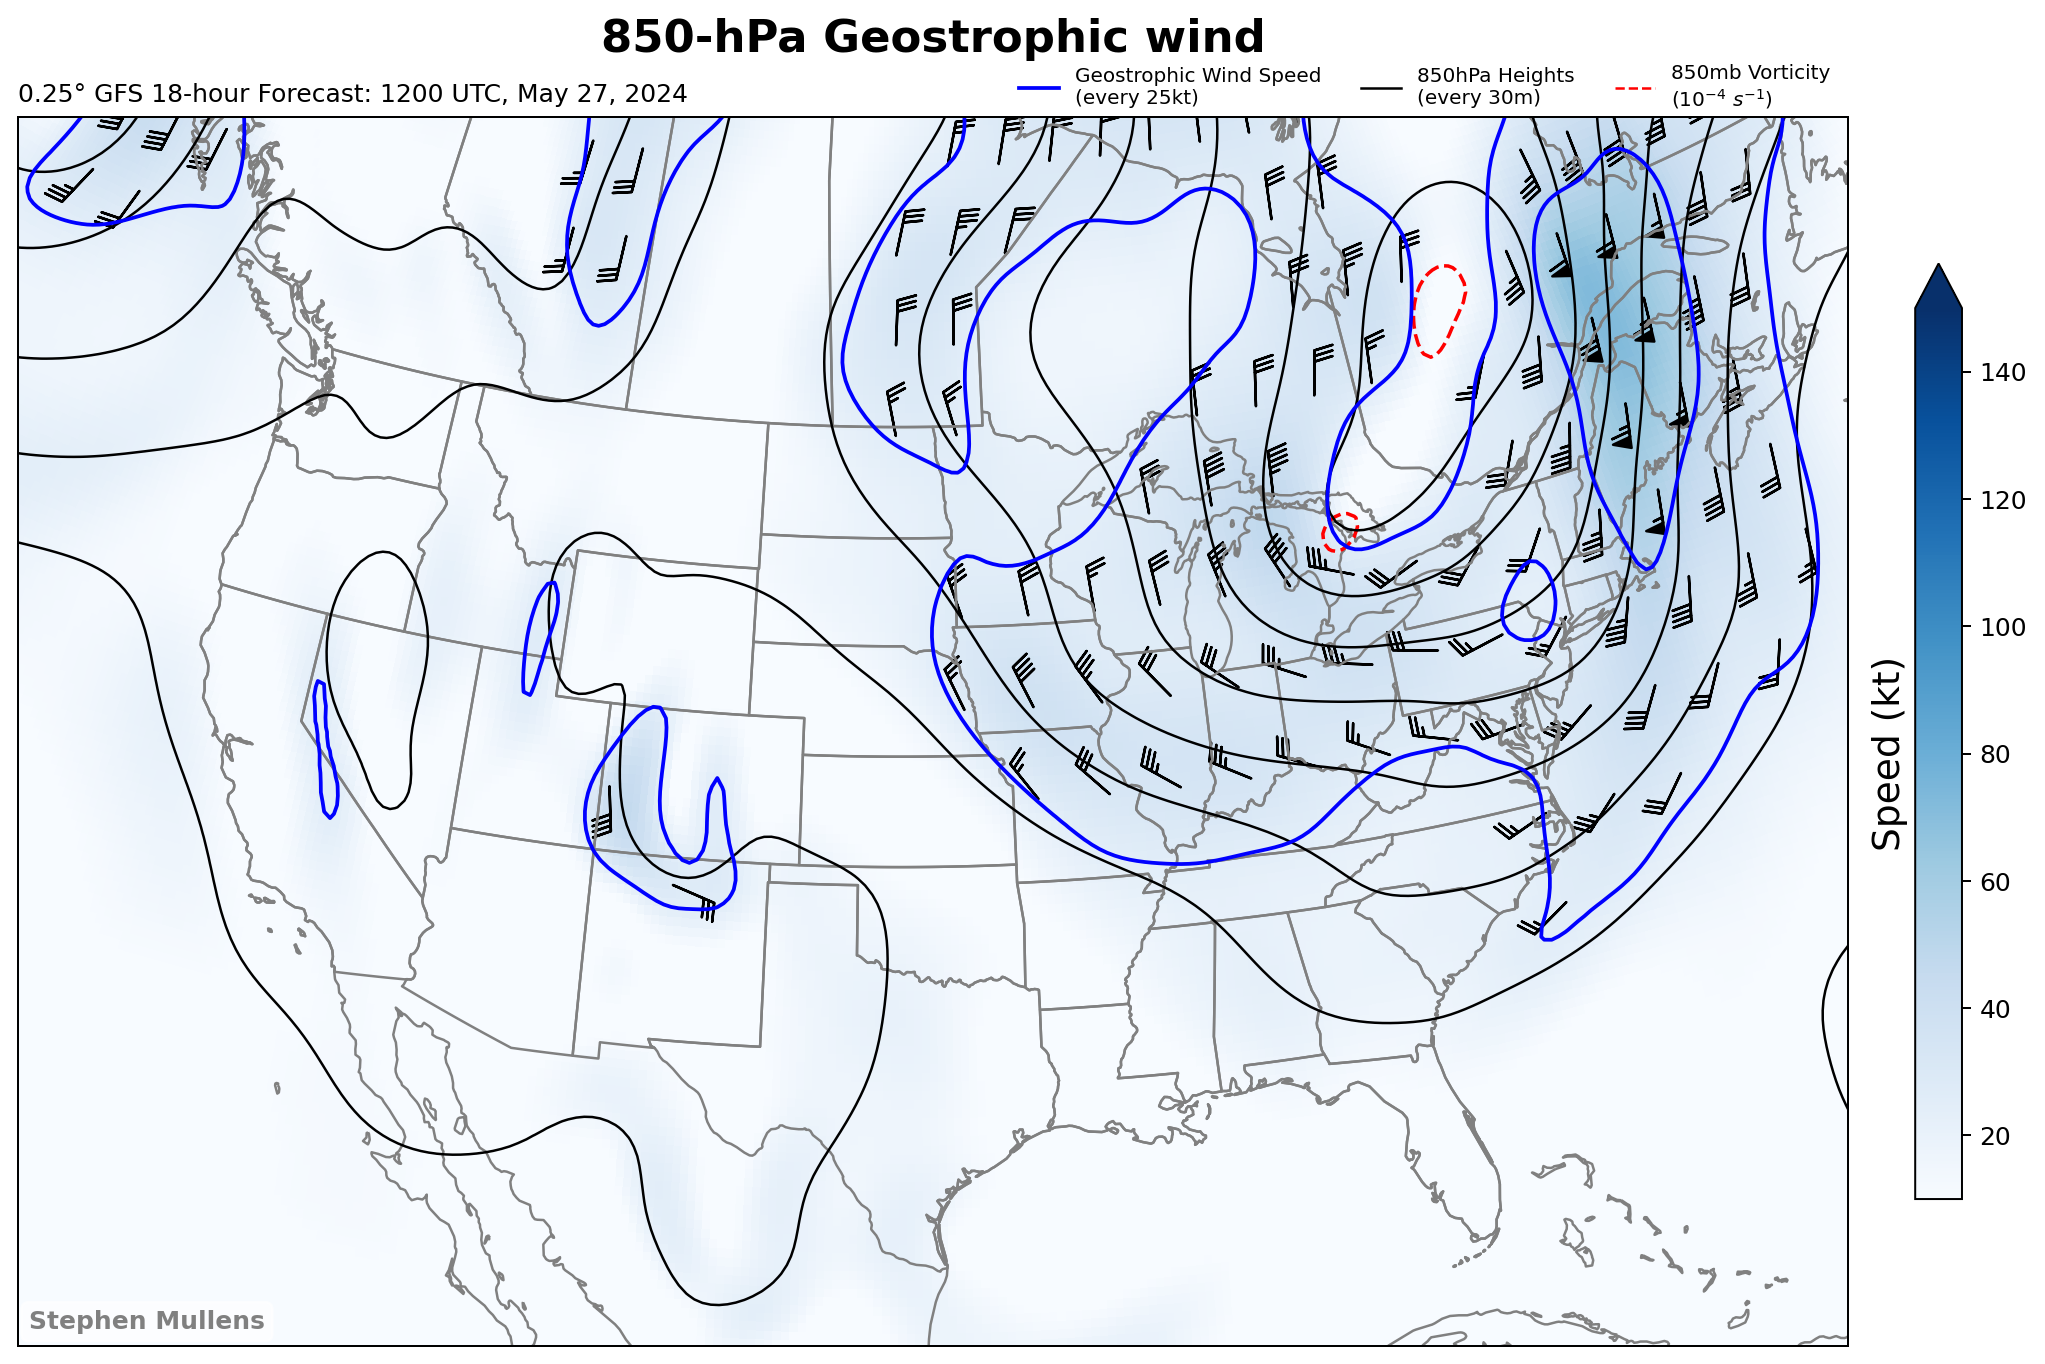 850-hPa Geostrophic wind
0.25° GFS 18-hour Forecast: 1200 UTC, May 27, 2024
Geostrophic Wind Speed
(every 25kt)
850hPa Heights
(every 30m)
850mb Vorticity
(10⁻⁴ s⁻¹)
140
120
100
80
60
40
20
Speed (kt)
Stephen Mullens